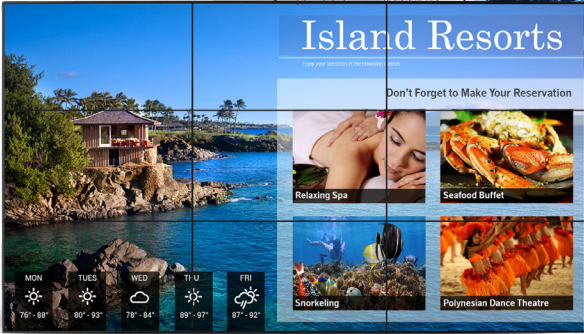 Island Resorts
Enjoy your Vacation in the Hawaiian Islands
Don't Forget to Make Your Reservation
Relaxing Spa
Seafood Buffet
Snorkeling
Polynesian Dance Theatre
MON
TUES
WED
THU
FRI
76° - 88°
80° - 93°
78° - 84°
89° - 97°
87° - 92°